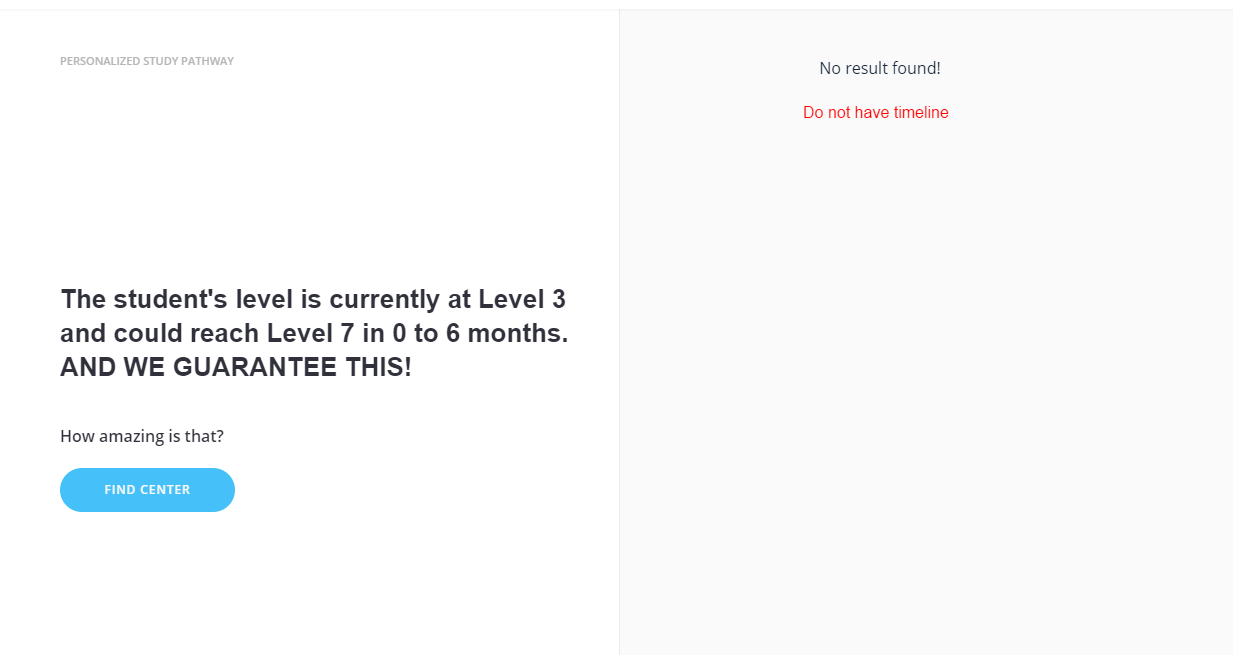 PERSONALIZED STUDY PATHWAY
The student's level is currently at Level 3
and could reach Level 7 in 0 to 6 months.
AND WE GUARANTEE THIS!
How amazing is that?
FIND CENTER
No result found!
Do not have timeline